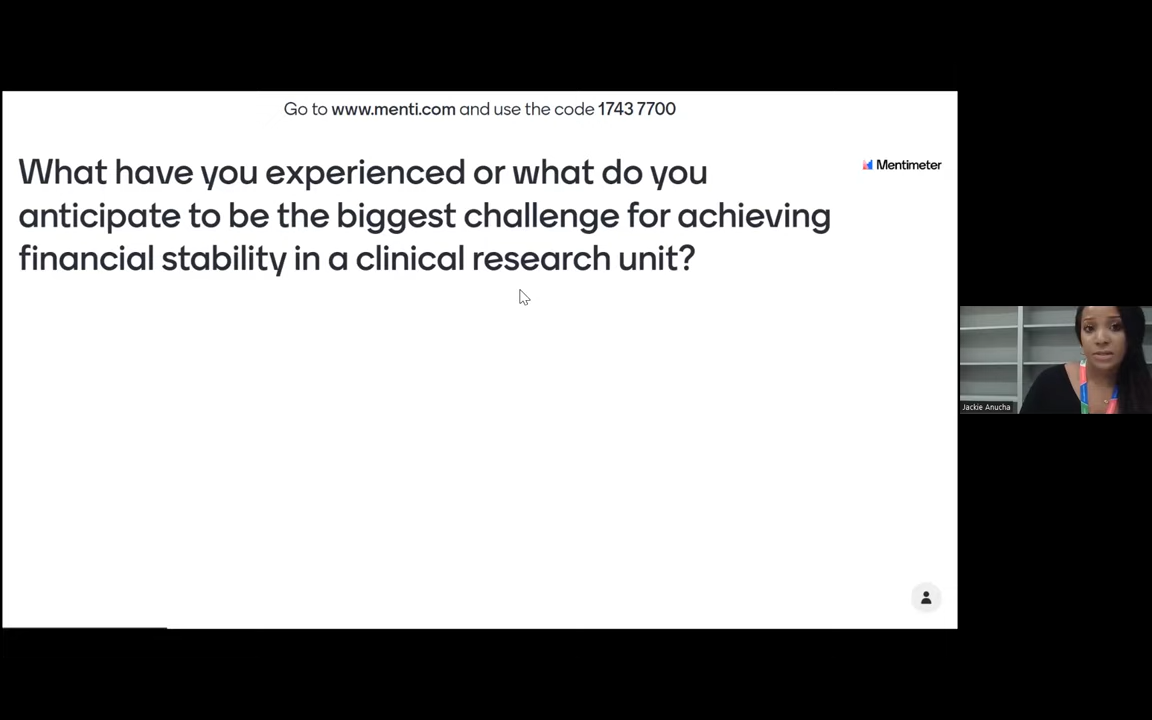 Go to www.menti.com and use the code 1743 7700
Mentimeter
What have you experienced or what do you
anticipate to be the biggest challenge for achieving
financial stability in a clinical research unit?
Jackie Anucha